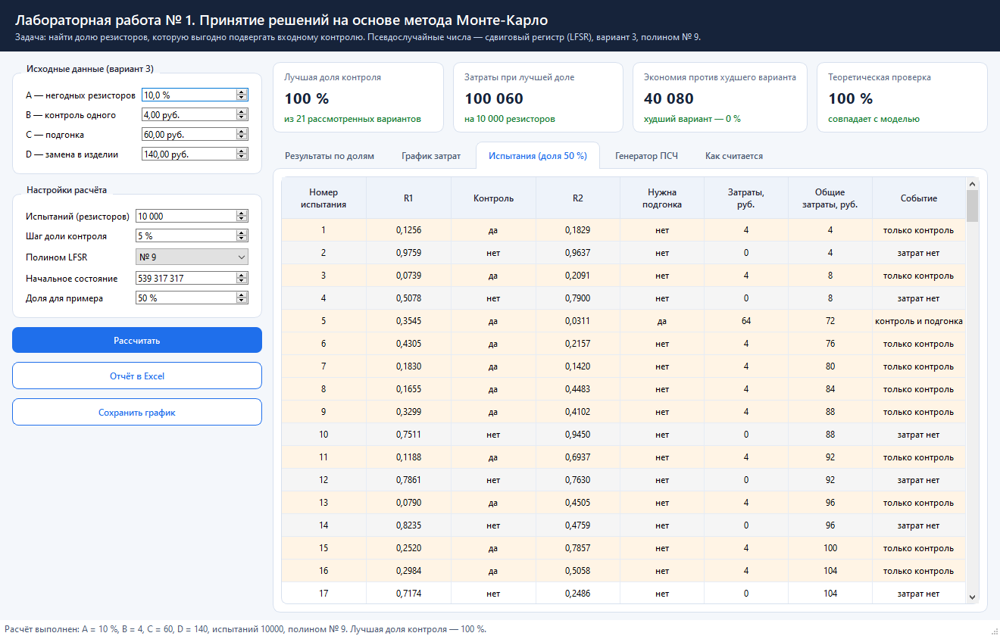 Лабораторная работа № 1. Принятие решений на основе метода Монте-Карло
Задача: найти долю резисторов, которую выгодно подвергать входному контролю. Псевдослучайные числа — сдвиговый регистр (LFSR), вариант 3, полином № 9.
Исходные данные (вариант 3)
A — негодных резисторов 10,0 %
B — контроль одного 4,00 руб.
C — подгонка 60,00 руб.
D — замена в изделии 140,00 руб.
Настройки расчёта
Испытаний (резисторов) 10 000
Шаг доли контроля 5 %
Полином LFSR № 9
Начальное состояние 539 317 317
Доля для примера 50 %
Рассчитать
Отчёт в Excel
Сохранить график
Лучшая доля контроля
100 %
из 21 рассмотренных вариантов
Затраты при лучшей доле
100 060
на 10 000 резисторов
Экономия против худшего варианта
40 080
худший вариант — 0 %
Теоретическая проверка
100 %
совпадает с моделью
Результаты по долям График затрат Испытания (доля 50 %) Генератор ПСЧ Как считается
Номер испытания R1 Контроль R2 Нужна подгонка Затраты, руб. Общие затраты, руб. Событие
1 0,1256 да 0,1829 нет 4 4 только контроль
2 0,9759 нет 0,9637 нет 0 4 затрат нет
3 0,0739 да 0,2091 нет 4 8 только контроль
4 0,5078 нет 0,7900 нет 0 8 затрат нет
5 0,3545 да 0,0311 да 64 72 контроль и подгонка
6 0,4305 да 0,2157 нет 4 76 только контроль
7 0,1830 да 0,1420 нет 4 80 только контроль
8 0,1655 да 0,4483 нет 4 84 только контроль
9 0,3299 да 0,4102 нет 4 88 только контроль
10 0,7511 нет 0,9450 нет 0 88 затрат нет
11 0,1188 да 0,6937 нет 4 92 только контроль
12 0,7861 нет 0,7630 нет 0 92 затрат нет
13 0,0790 да 0,4505 нет 4 96 только контроль
14 0,8235 нет 0,4759 нет 0 96 затрат нет
15 0,2520 да 0,7857 нет 4 100 только контроль
16 0,2984 да 0,5058 нет 4 104 только контроль
17 0,7174 нет 0,2486 нет 0 104 затрат нет
Расчёт выполнен: A = 10 %, B = 4, C = 60, D = 140, испытаний 10000, полином № 9. Лучшая доля контроля — 100 %.